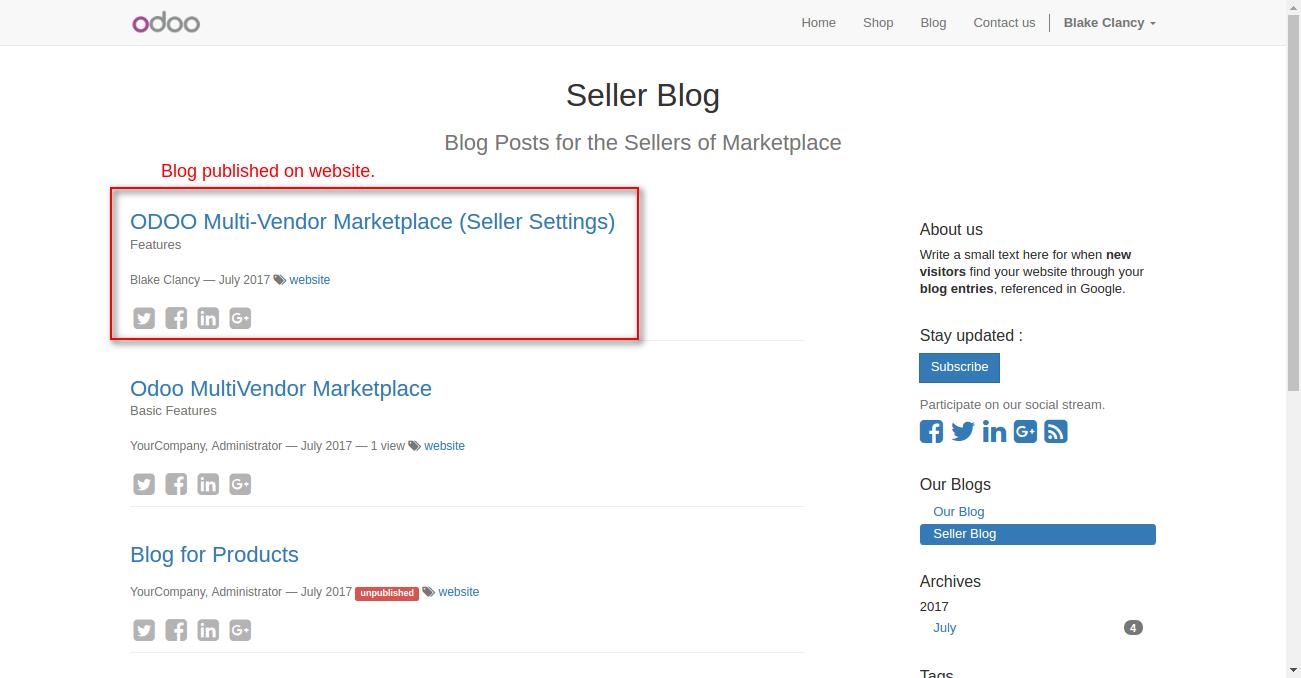 odoo
Home Shop Blog Contact us Blake Clancy
Seller Blog
Blog Posts for the Sellers of Marketplace
Blog published on website.
ODOO Multi-Vendor Marketplace (Seller Settings)
Features
Blake Clancy — July 2017 website
Odoo MultiVendor Marketplace
Basic Features
YourCompany, Administrator — July 2017 — 1 view website
Blog for Products
YourCompany, Administrator — July 2017 unpublished website
About us
Write a small text here for when new
visitors find your website through your
blog entries, referenced in Google.
Stay updated :
Subscribe
Participate on our social stream.
Our Blogs
Our Blog
Seller Blog
Archives
2017
July 4
Tags